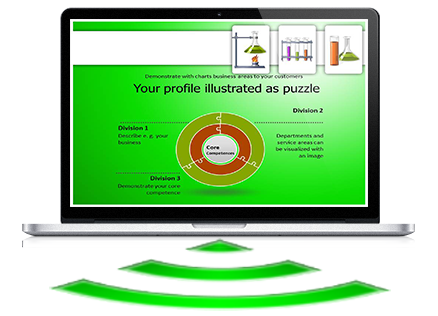 Demonstrate with charts business areas to your customers
Your profile illustrated as puzzle
Division 2
Division 1
Describe e. g. your
business
Departments and
service areas can
be visualized with
an image
Core
Competences
Division 3
Demonstrate your core
competence